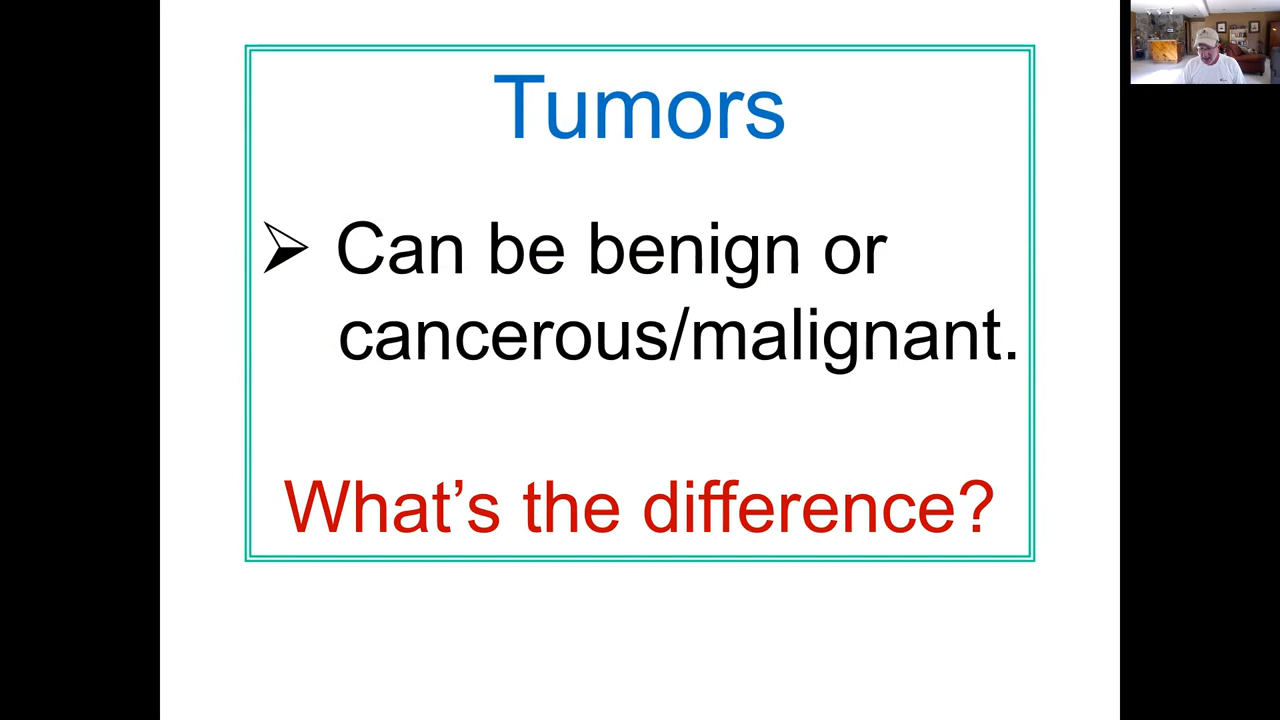 Tumors
Can be benign or
cancerous/malignant.
What’s the difference?